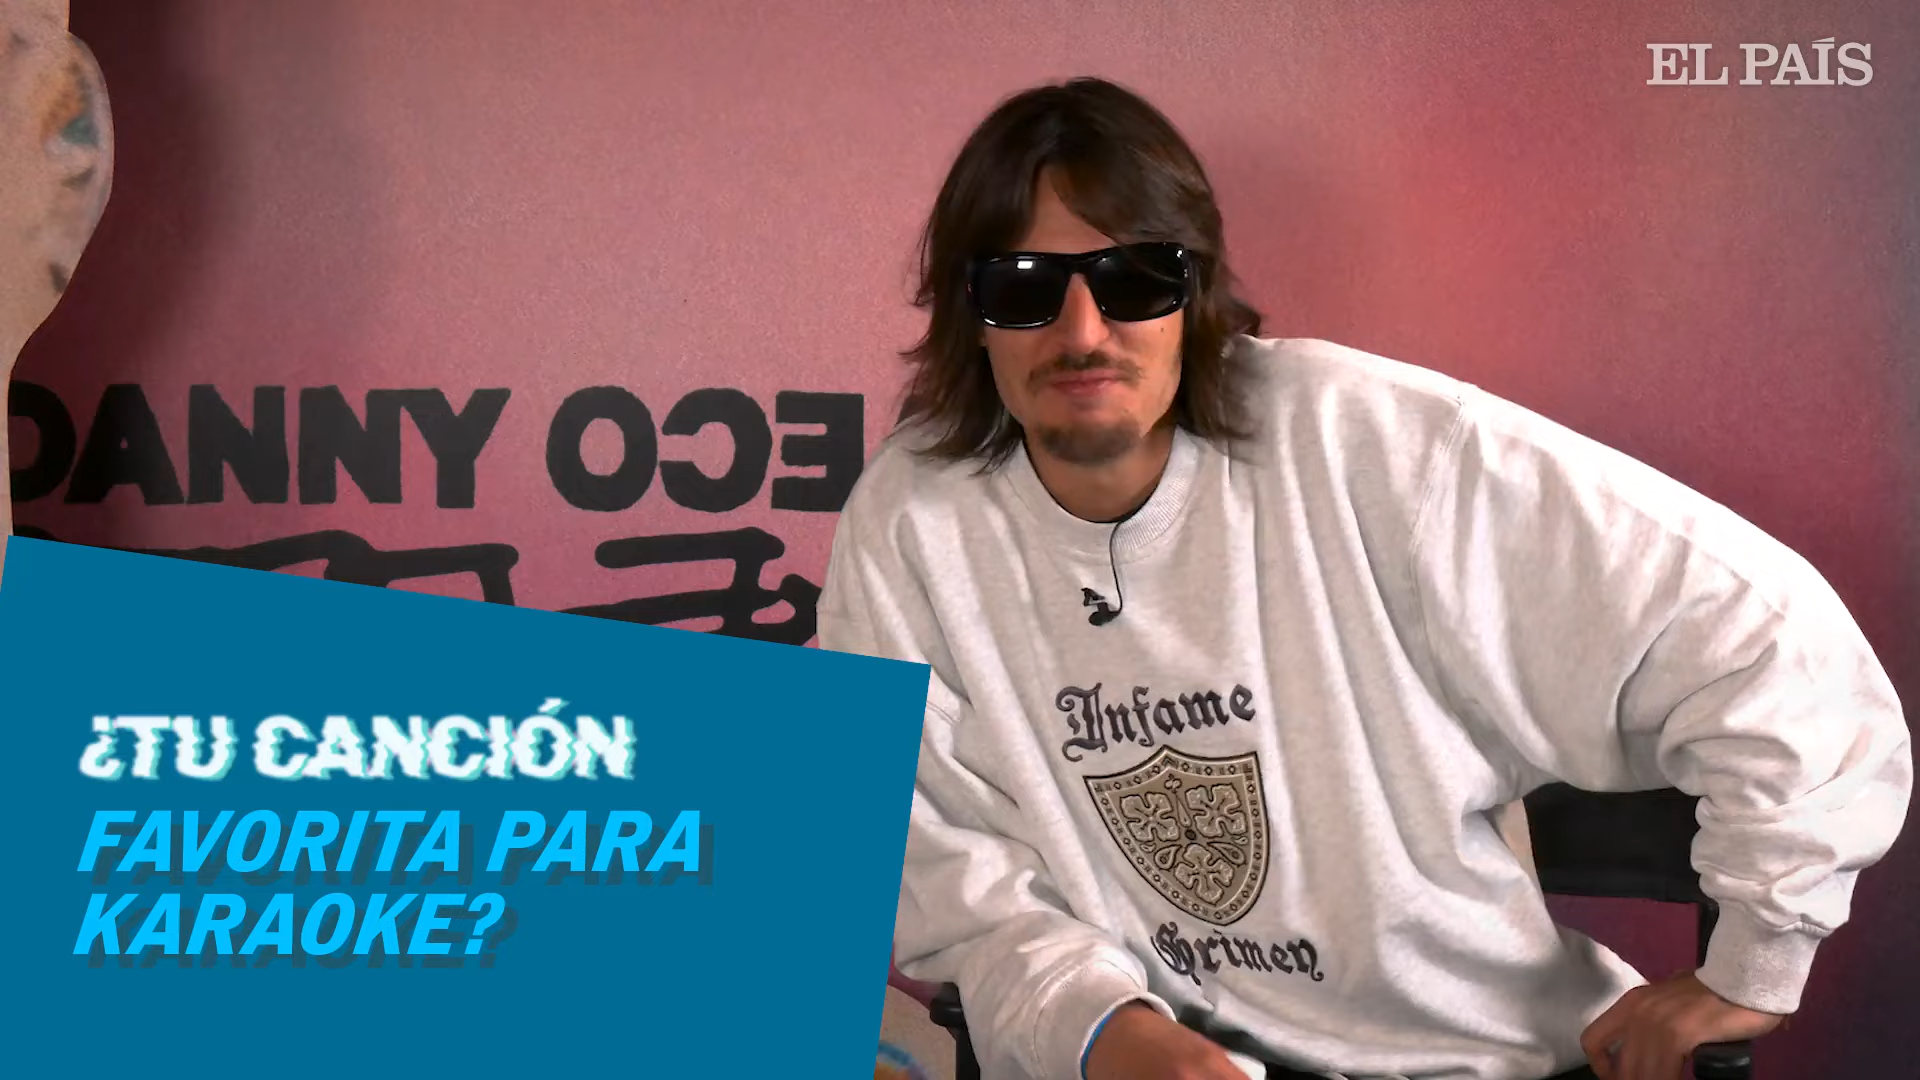 EL PAÍS
DANNY OCE
¿TU CANCIÓN
FAVORITA PARA
KARAOKE?
Infame
Crimen